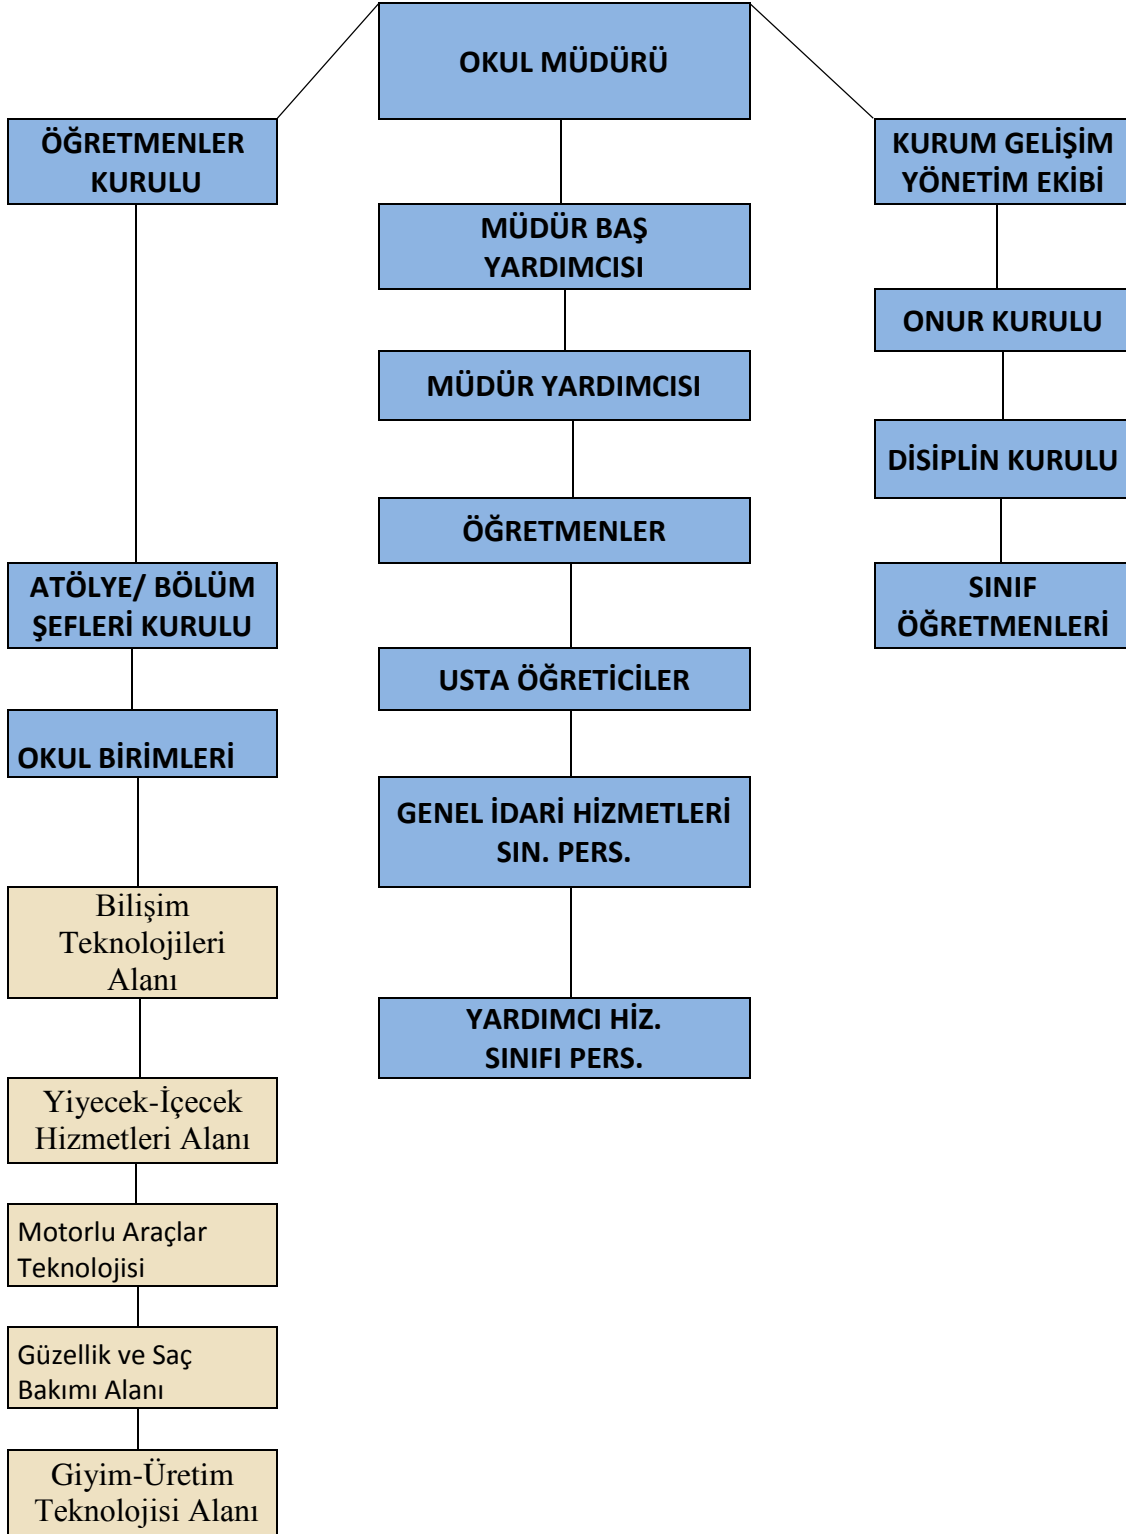 OKUL MÜDÜRÜ
ÖĞRETMENLER
KURULU
KURUM GELİŞİM
YÖNETİM EKİBİ
MÜDÜR BAŞ
YARDIMCISI
ONUR KURULU
MÜDÜR YARDIMCISI
DİSİPLİN KURULU
ÖĞRETMENLER
ATÖLYE/ BÖLÜM
ŞEFLERİ KURULU
SINIF
ÖĞRETMENLERİ
USTA ÖĞRETİCİLER
OKUL BİRİMLERİ
GENEL İDARİ HİZMETLERİ
SIN. PERS.
Bilişim
Teknolojileri
Alanı
YARDIMCI HİZ.
SINIFI PERS.
Yiyecek-İçecek
Hizmetleri Alanı
Motorlu Araçlar
Teknolojisi
Güzellik ve Saç
Bakımı Alanı
Giyim-Üretim
Teknolojisi Alanı